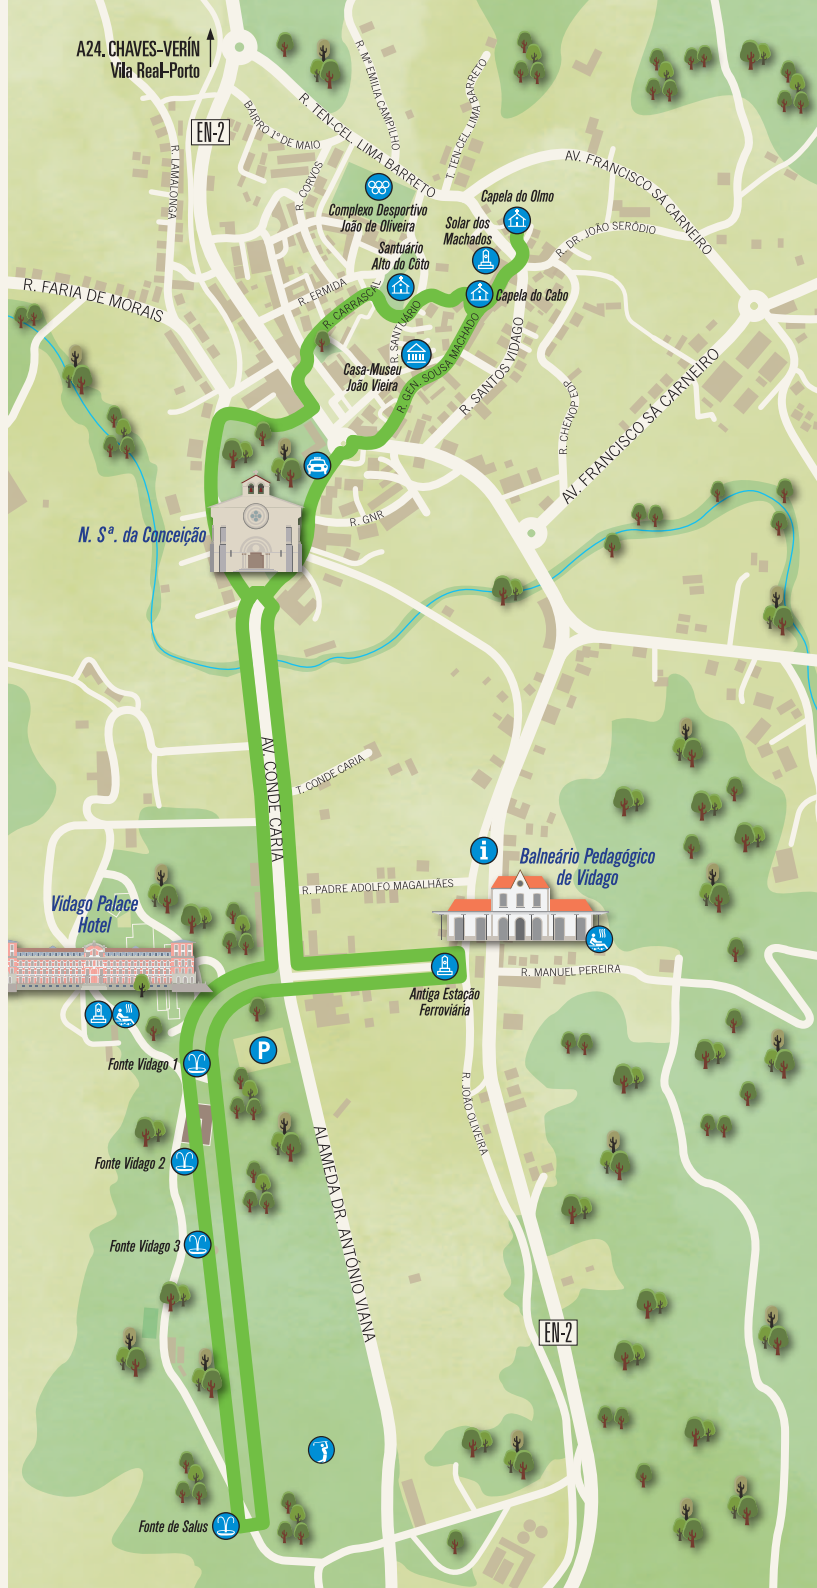 A24. CHAVES-VERÍN
Vila Real-Porto
EN-2
R. Mª EMILIA CAMPILHO
R. TEN-CEL. LIMA BARRETO
T. TEN-CEL. LIMA BARRETO
BAIRRO 1º DE MAIO
R. LAMALONGA
R. CORVOS
AV. FRANCISCO SÁ CARNEIRO
Complexo Desportivo
João de Oliveira
Capela do Olmo
Solar dos
Machados
R. DR. JOÃO SERÓDIO
Santuário
Alto do Côto
R. ERMIDA
R. CARRASCAL
R. SANTUÁRIO
Capela do Cabo
R. FARIA DE MORAIS
Casa-Museu
João Vieira
R. GEN. SOUSA MACHADO
R. SANTOS VIDAGO
R. CHENOP EDP
AV. FRANCISCO SÁ CARNEIRO
R. GNR
N. Sª. da Conceição
AV. CONDE CARIA
T. CONDE CARIA
i
Balneário Pedagógico
de Vidago
R. PADRE ADOLFO MAGALHÃES
Vidago Palace
Hotel
R. MANUEL PEREIRA
Antiga Estação
Ferroviária
P
Fonte Vidago 1
R. JOÃO OLIVEIRA
ALAMEDA DR. ANTÓNIO VIANA
Fonte Vidago 2
Fonte Vidago 3
EN-2
Fonte de Salus